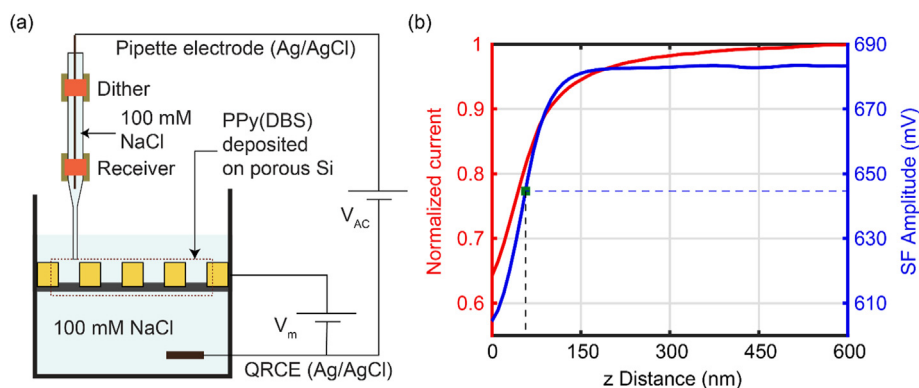 (a)
Pipette electrode (Ag/AgCl)
Dither
100 mM
NaCl
Receiver
PPy(DBS)
deposited
on porous Si
V_AC
100 mM NaCl
V_m
QRCE (Ag/AgCl)
(b)
Normalized current
1
0.9
0.8
0.7
0.6
690
670
650
630
610
SF Amplitude (mV)
0
150
300
450
600
z Distance (nm)